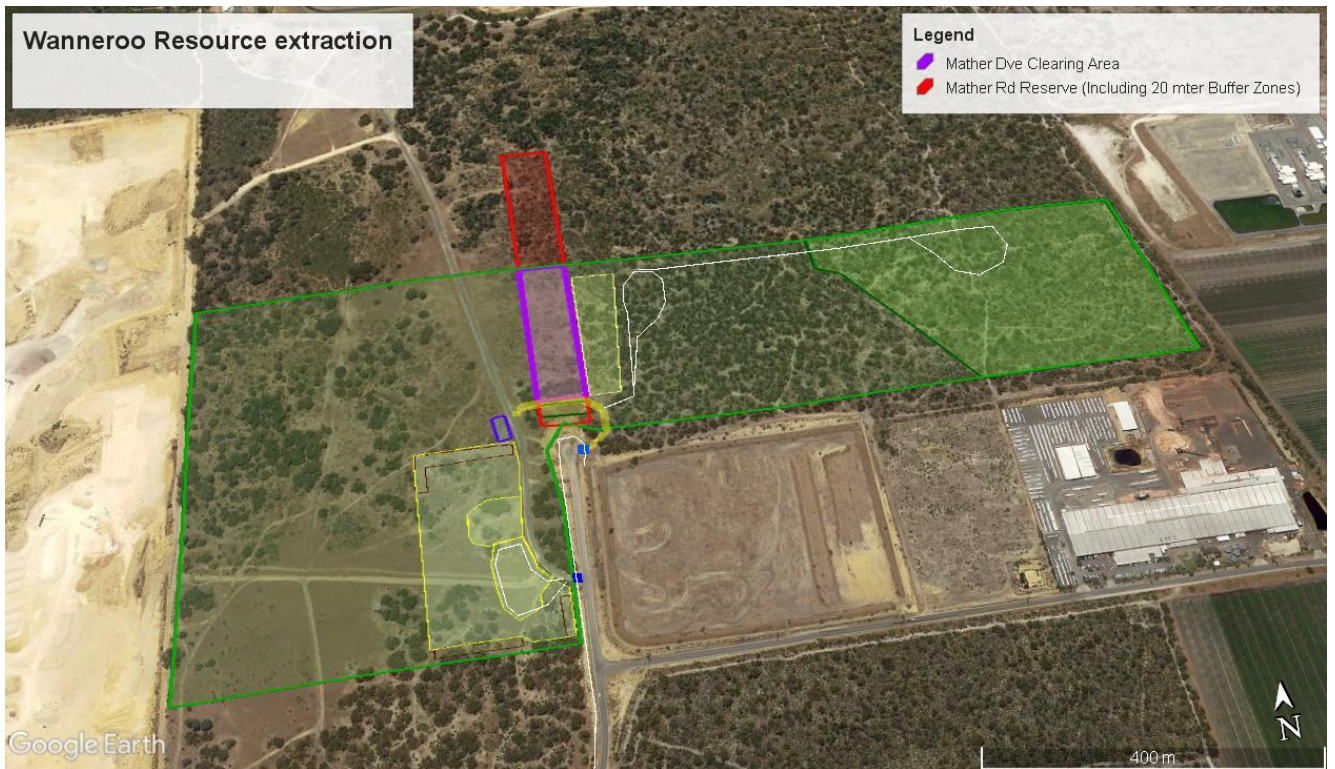 Wanneroo Resource extraction
Legend
Mather Dve Clearing Area
Mather Rd Reserve (Including 20 mter Buffer Zones)
Google Earth
N
400 m